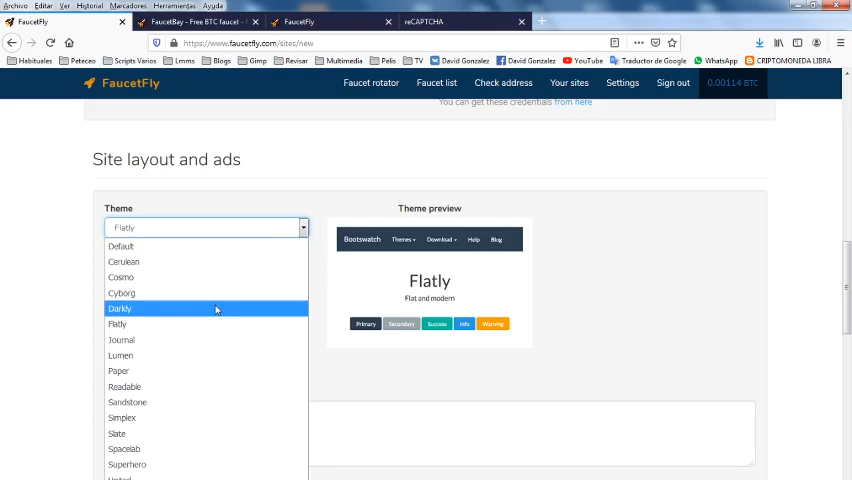 Archivo Editar Ver Historial Marcadores Herramientas Ayuda
FaucetFly FaucetBay - Free BTC faucet - FaucetFly reCAPTCHA
https://www.faucetfly.com/sites/new
Habituales Peteceo Scripts Varios Lmms Blogs Gimp Revisar Multimedia Pelis TV David Gonzalez David Gonzalez Traductor de Google YouTube WhatsApp CRIPTOMONEDA LIBRA
FaucetFly Faucet rotator Faucet list Check address Your sites Settings Sign out 0.00114 BTC
You can get these credentials from here
Site layout and ads
Theme Theme preview
Flatly
Default
Cerulean
Cosmo
Cyborg
Darkly
Flatly
Journal
Lumen
Paper
Readable
Sandstone
Simplex
Slate
Spacelab
Superhero
United
Bootswatch Themes Download Help Blog
Flatly
Flat and modern
Primary Secondary Success Info Warning